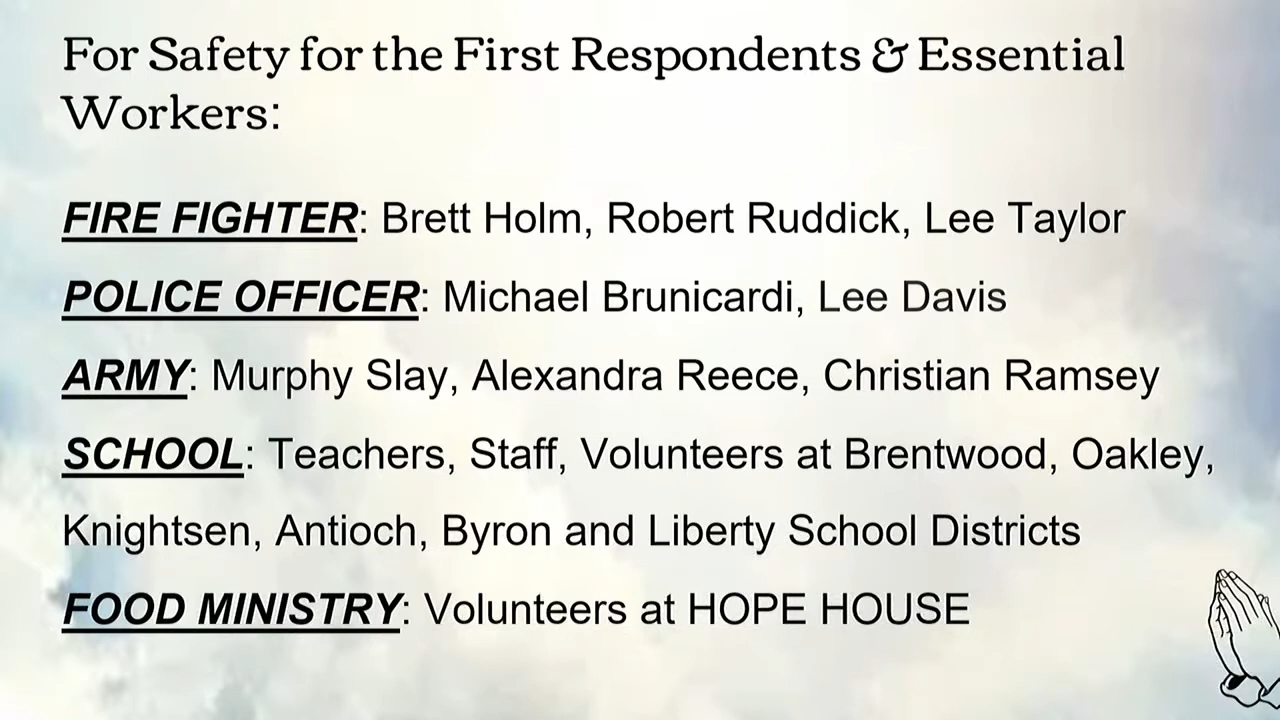 For Safety for the First Respondents & Essential
Workers:
FIRE FIGHTER: Brett Holm, Robert Ruddick, Lee Taylor
POLICE OFFICER: Michael Brunicardi, Lee Davis
ARMY: Murphy Slay, Alexandra Reece, Christian Ramsey
SCHOOL: Teachers, Staff, Volunteers at Brentwood, Oakley,
Knightsen, Antioch, Byron and Liberty School Districts
FOOD MINISTRY: Volunteers at HOPE HOUSE